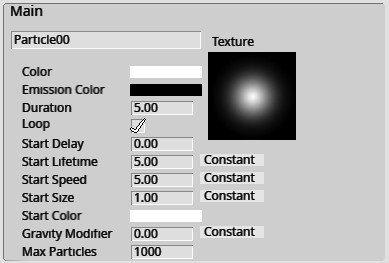 Main
Particle00
Texture
Color
Emission Color
Duration 5.00
Loop
Start Delay 0.00
Start Lifetime 5.00 Constant
Start Speed 5.00 Constant
Start Size 1.00 Constant
Start Color
Gravity Modifier 0.00 Constant
Max Particles 1000